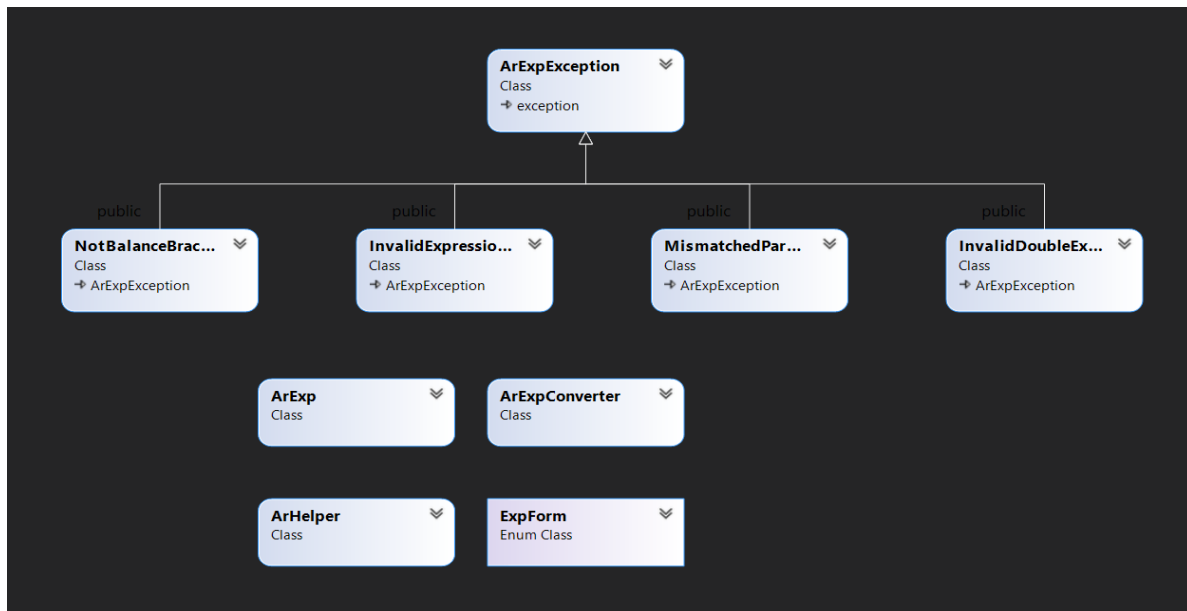 ArExpException
Class
exception
public public public public
NotBalanceBrac... InvalidExpressio... MismatchedPar... InvalidDoubleEx...
Class Class Class Class
ArExpException ArExpException ArExpException ArExpException
ArExp ArExpConverter
Class Class
ArHelper ExpForm
Class Enum Class